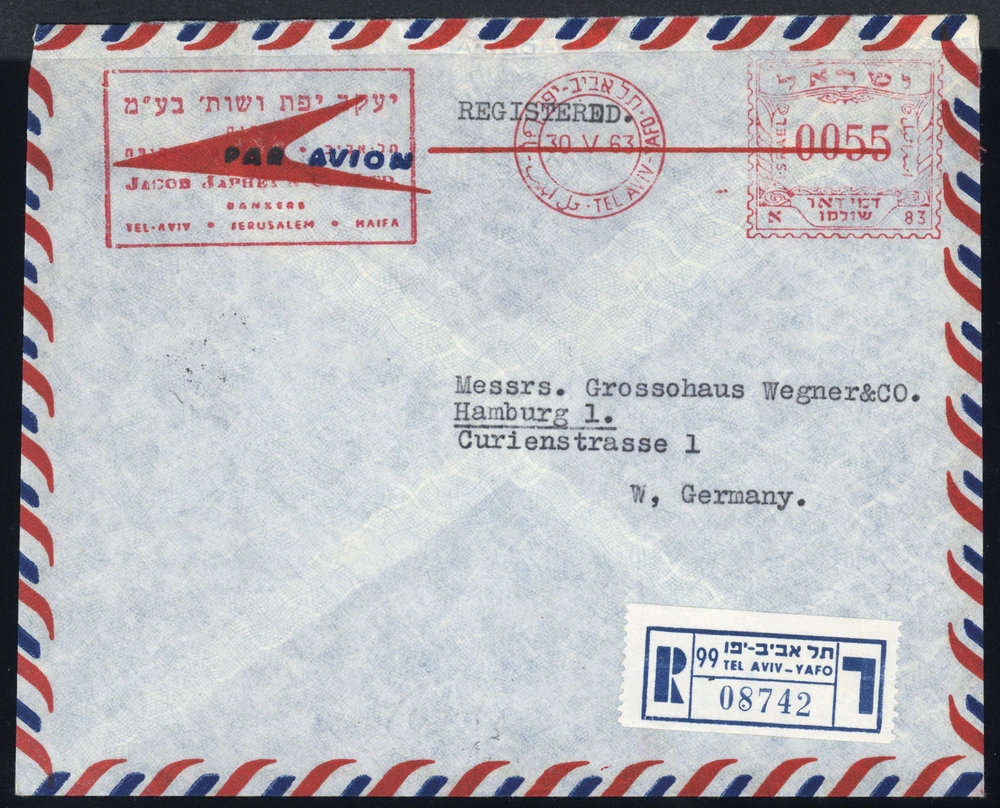 יעקב יפת ושות' בע"מ
PAR AVION
JACOB JAPHET
BANKERS
TEL-AVIV • JERUSALEM • HAIFA
REGISTERED.
תל אביב-יפו
30 V 63
TEL AVIV-YAFO
ישראל
ISRAEL
0055
דמי דאר
שולמו
א 83
Messrs. Grossohaus Wegner&CO.
Hamburg 1.
Curienstrasse 1
W, Germany.
R 99 תל אביב-יפו ר
TEL AVIV-YAFO
08742